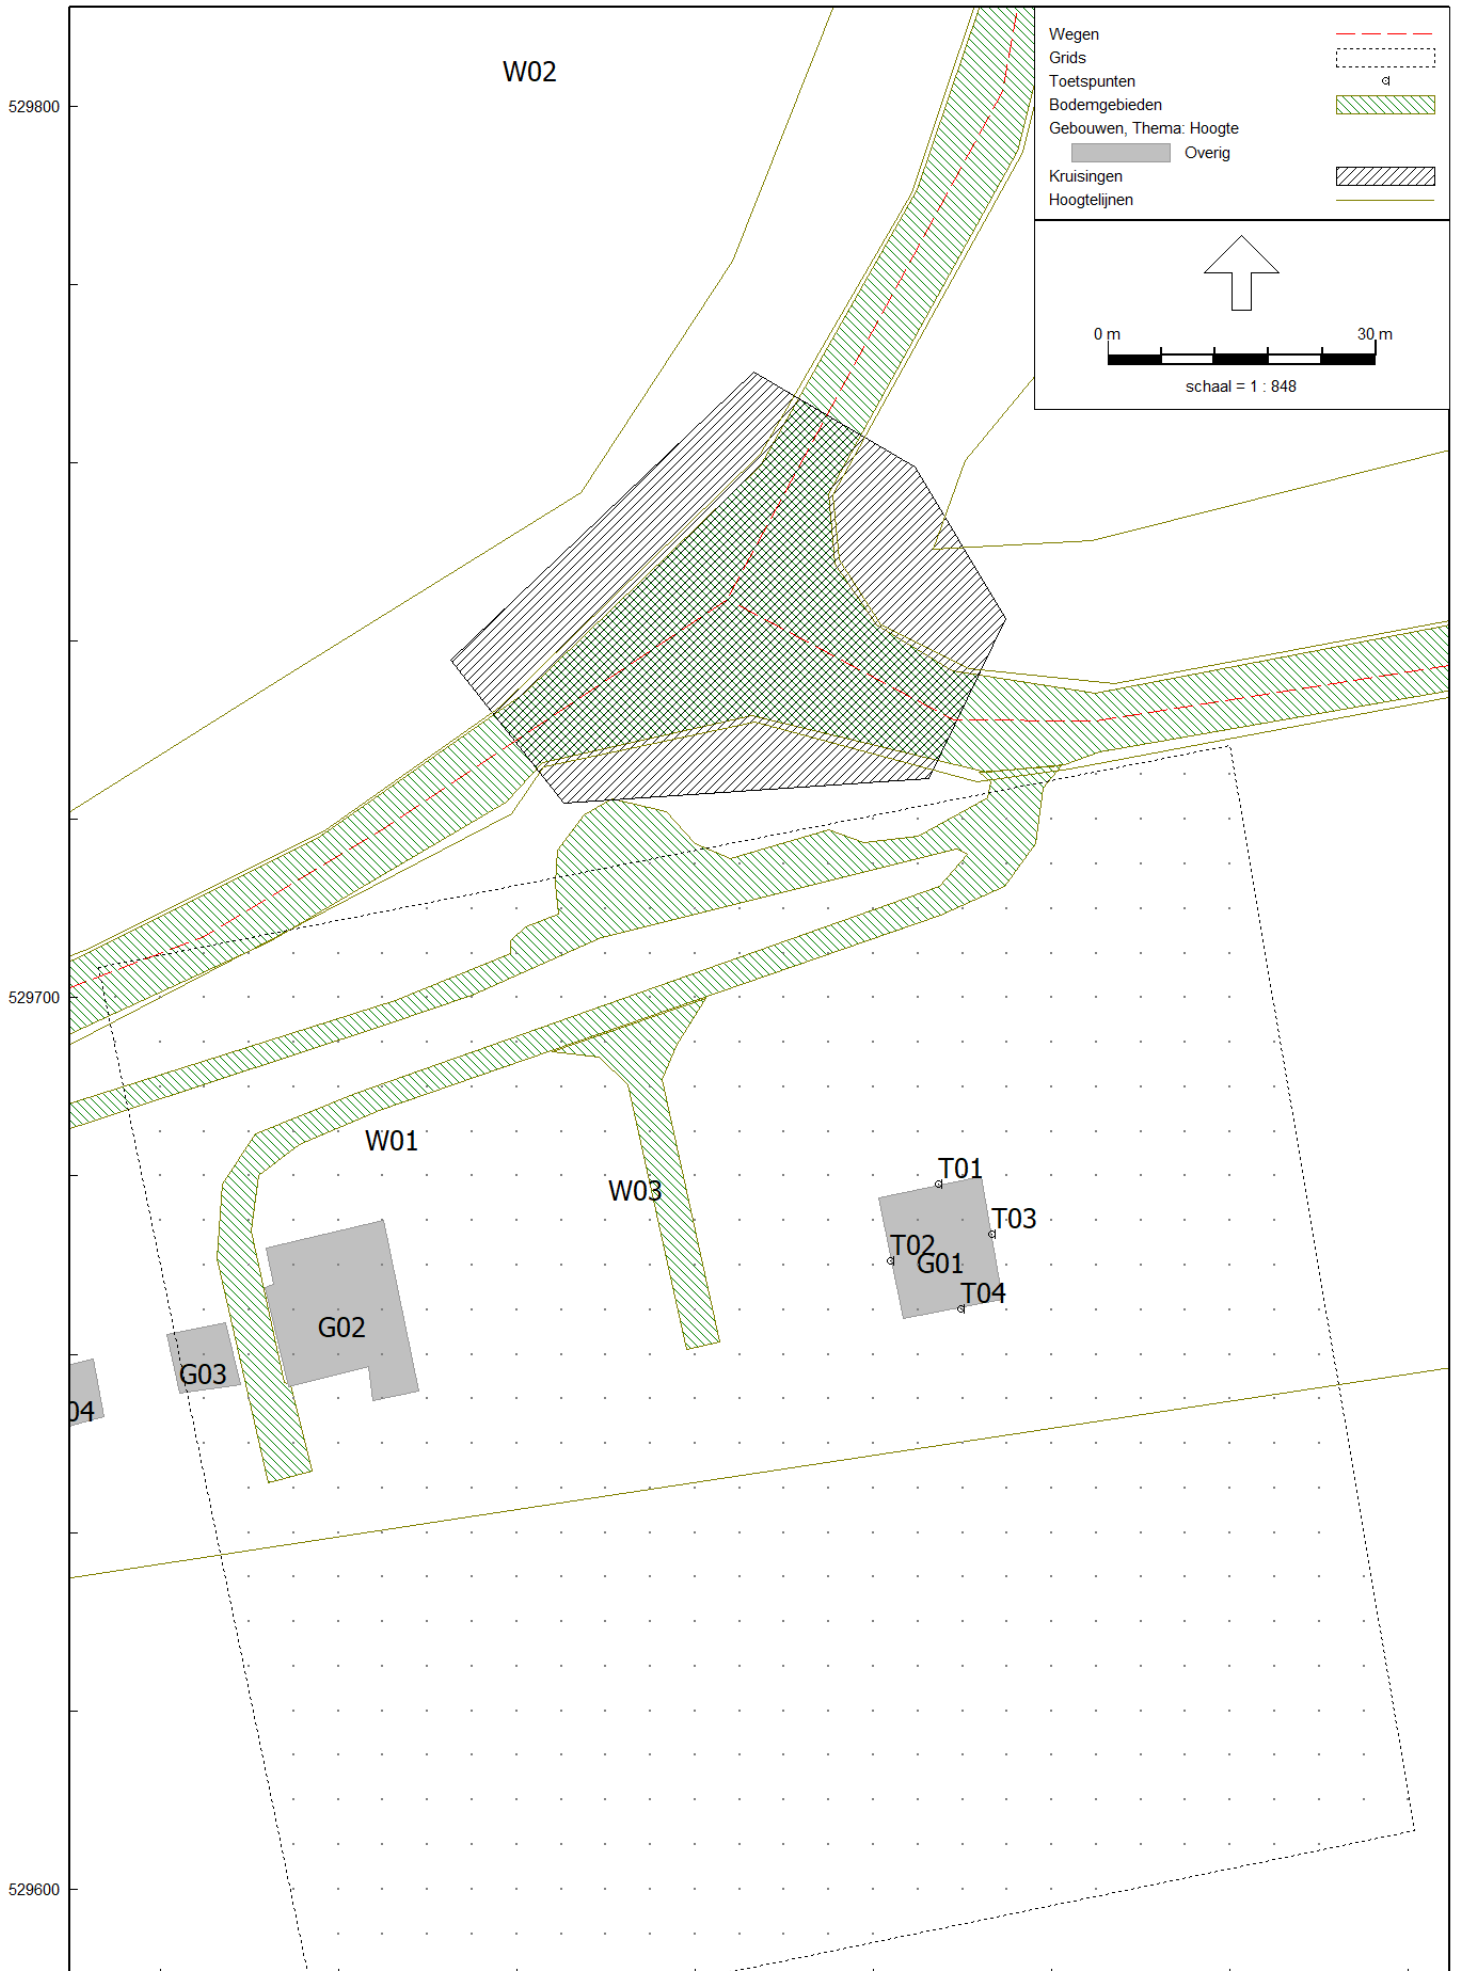 W02
529800
Wegen
Grids
Toetspunten
Bodemgebieden
Gebouwen, Thema: Hoogte
Overig
Kruisingen
Hoogtelijnen
0 m 30 m
schaal = 1 : 848
529700
W01
W03
T01
T03
T02
G01
T04
G02
G03
04
529600